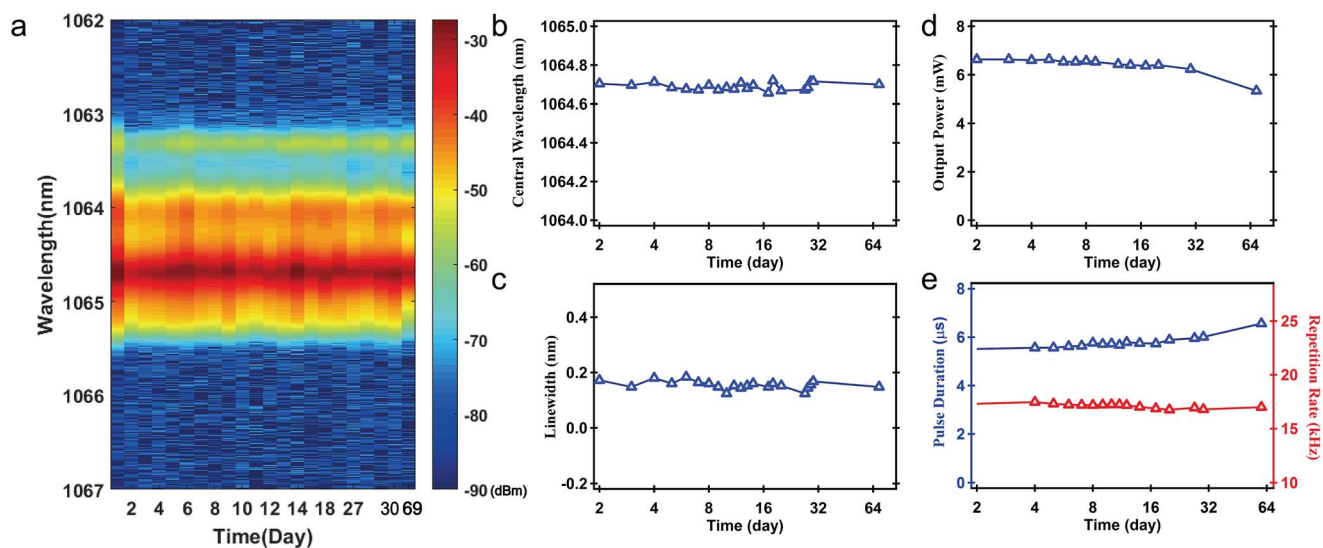 a
1062
1063
1064
1065
1066
1067
Wavelength(nm)
2 4 6 8 10 12 14 18 27 30 69
Time(Day)
-30
-40
-50
-60
-70
-80
-90 (dBm)
b
1065.0
1064.8
1064.6
1064.4
1064.2
1064.0
Central Wavelength (nm)
2 4 8 16 32 64
Time (day)
c
0.4
0.2
0.0
-0.2
Linewidth (nm)
2 4 8 16 32 64
Time (day)
d
8
6
4
2
0
Output Power (mW)
2 4 8 16 32 64
Time (day)
e
8
6
4
2
0
Pulse Duration (μs)
25
20
15
10
Repetition Rate (kHz)
2 4 8 16 32 64
Time (day)